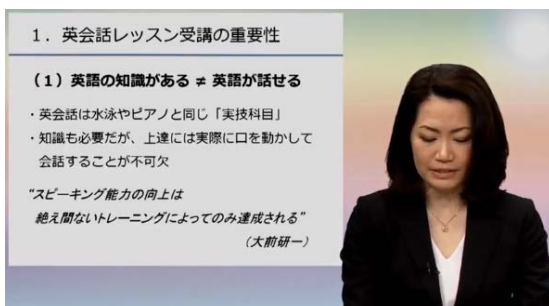 1．英会話レッスン受講の重要性
（1）英語の知識がある ≠ 英語が話せる
・英会話は水泳やピアノと同じ「実技科目」
・知識も必要だが、上達には実際に口を動かして
会話することが不可欠
“スピーキング能力の向上は
絶え間ないトレーニングによってのみ達成される”
（大前研一）